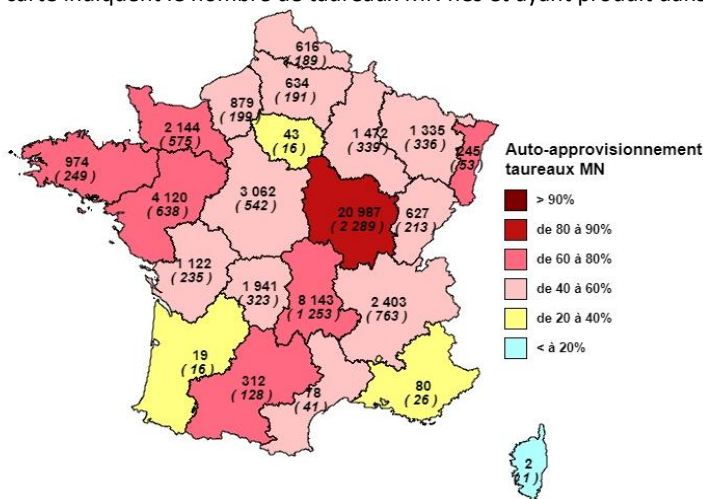 carte indiquent le nombre de taureaux MN nés et ayant produit dans
616
( 189 )
634
( 191 )
879
( 199 )
2 144
( 575 )
43
( 16 )
1 472
( 339 )
1 335
( 336 )
245
( 53 )
974
( 249 )
4 120
( 638 )
3 062
( 542 )
20 987
( 2 289 )
627
( 213 )
1 122
( 235 )
1 941
( 323 )
8 143
( 1 253 )
2 403
( 763 )
19
( 16 )
312
( 128 )
78
( 41 )
80
( 26 )
2
( 1 )
Auto-approvisionnement
taureaux MN
> 90%
de 80 à 90%
de 60 à 80%
de 40 à 60%
de 20 à 40%
< à 20%